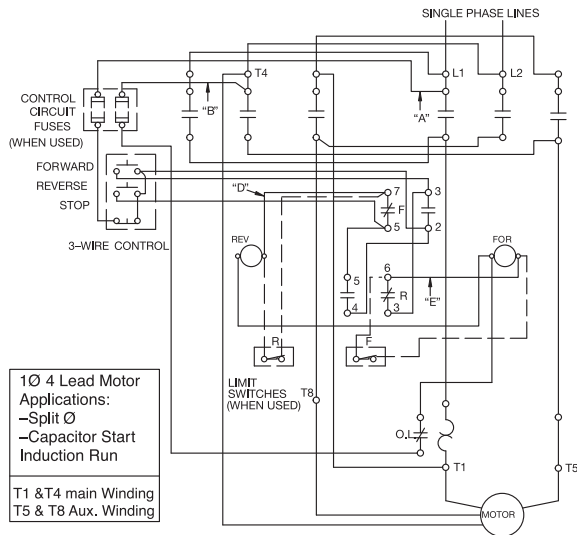 SINGLE PHASE LINES
T4
L1
L2
"B"
"A"
CONTROL
CIRCUIT
FUSES
(WHEN USED)
FORWARD
REVERSE
STOP
3–WIRE CONTROL
"D"
7
F
5
3
2
REV
FOR
5
4
6
R
3
"E"
R
F
LIMIT
SWITCHES
(WHEN USED)
T8
O.L.
T1
T5
MOTOR
1Ø 4 Lead Motor
Applications:
–Split Ø
–Capacitor Start
Induction Run
T1 &T4 main Winding
T5 & T8 Aux. Winding